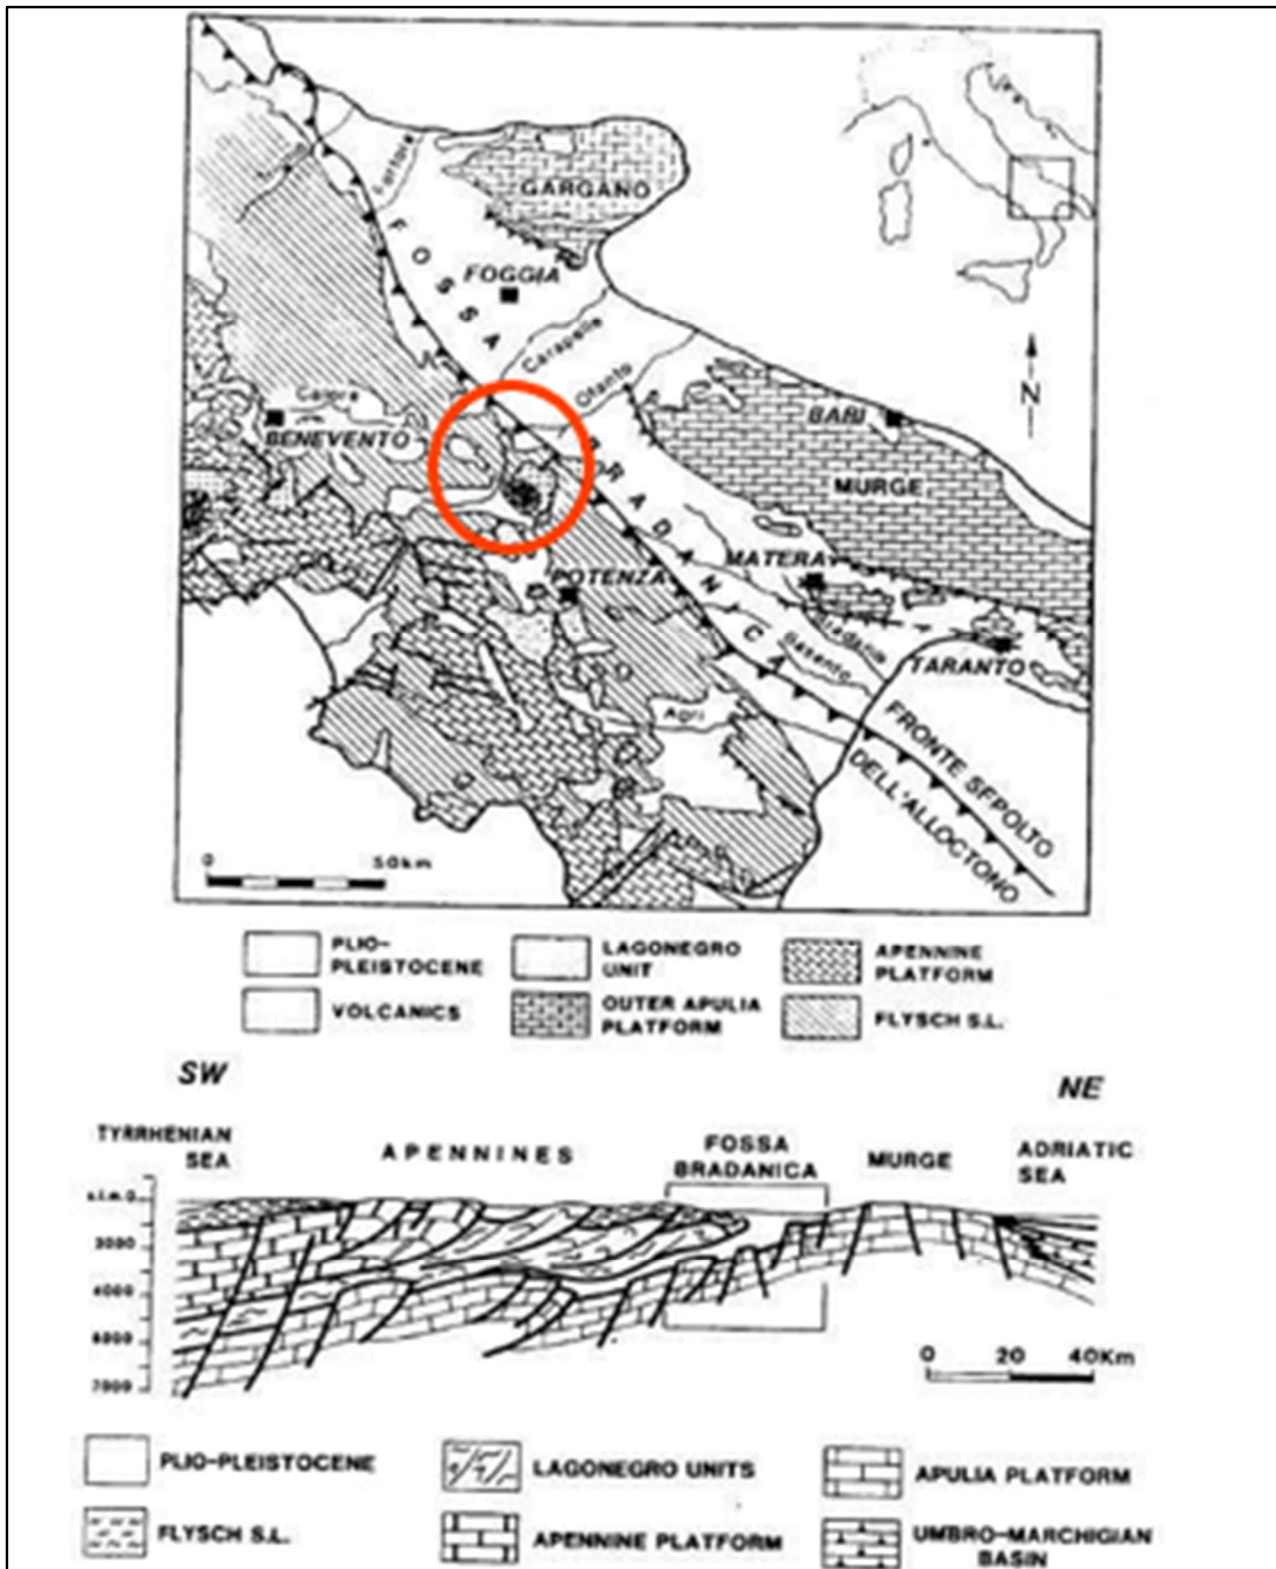 Fortore
GARGANO
FOSSA
FOGGIA
Carapelle
Ofanto
Calore
BENEVENTO
BARI
N
MURGE
BRADANICA
MATERA
POTENZA
Bradano
Basento
TARANTO
Agri
FRONTE SEPOLTO
DELL'ALLOCTONO
0 50km
PLIO-
PLEISTOCENE
LAGONEGRO
UNIT
APENNINE
PLATFORM
VOLCANICS
OUTER APULIA
PLATFORM
FLYSCH S.L.
SW
NE
TYRRHENIAN
SEA
APENNINES
FOSSA
BRADANICA
MURGE
ADRIATIC
SEA
4000
0 20 40Km
PLIO-PLEISTOCENE
LAGONEGRO UNITS
APULIA PLATFORM
FLYSCH S.L.
APENNINE PLATFORM
UMBRO-MARCHIGIAN
BASIN